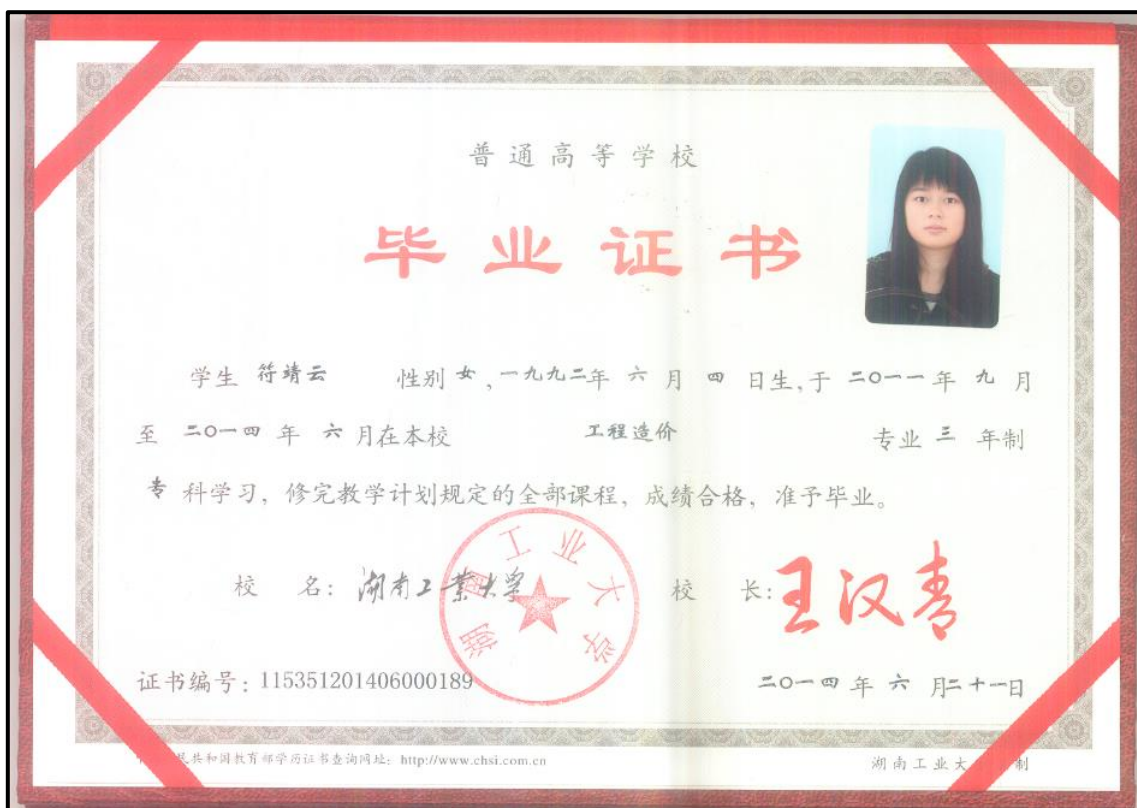 普通高等学校
毕业证书
学生 符靖云 性别 女，一九九二年 六 月 四 日生，于 二〇一一 年 九 月
至 二〇一四 年 六 月在本校 工程造价 专业 三 年制
专 科学习，修完教学计划规定的全部课程，成绩合格，准予毕业。
校 名：湖南工业大学 校 长：王汉青
湖南工业大学
证书编号：115351201406000189 二〇一四 年 六 月二十一日
民共和国教育部学历证书查询网址：http://www.chsi.com.cn 湖南工业大 制